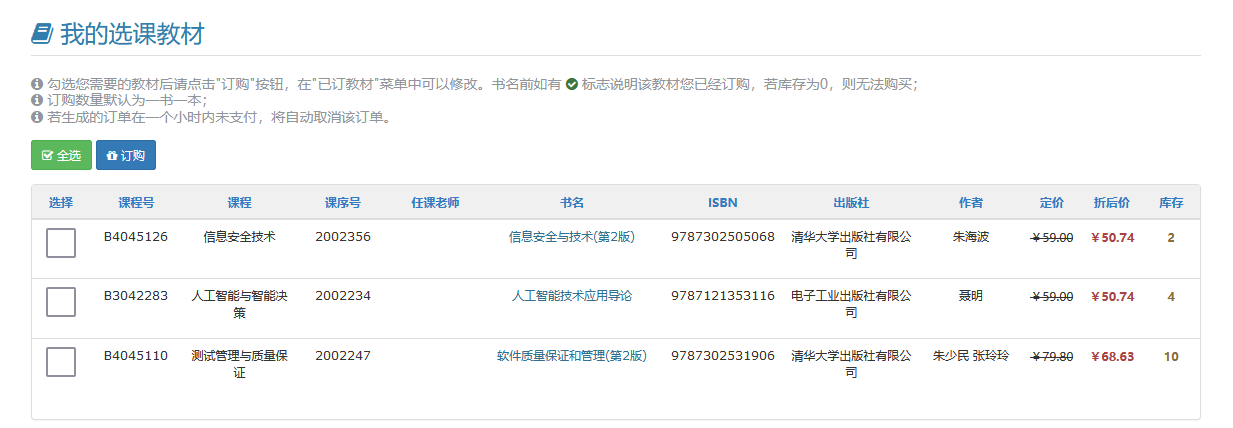 我的选课教材
勾选您需要的教材后请点击"订购"按钮，在"已订教材"菜单中可以修改。书名前如有 标志说明该教材您已经订购，若库存为0，则无法购买；
订购数量默认为一书一本；
若生成的订单在一个小时内未支付，将自动取消该订单。
全选 订购
选择 课程号 课程 课序号 任课老师 书名 ISBN 出版社 作者 定价 折后价 库存
B4045126 信息安全技术 2002356 信息安全与技术(第2版) 9787302505068 清华大学出版社有限公 朱海波 ￥59.00 ￥50.74 2
司
B3042283 人工智能与智能决 2002234 人工智能技术应用导论 9787121353116 电子工业出版社有限公 聂明 ￥59.00 ￥50.74 4
策 司
B4045110 测试管理与质量保 2002247 软件质量保证和管理(第2版) 9787302531906 清华大学出版社有限公 朱少民 张玲玲 ￥79.80 ￥68.63 10
证 司